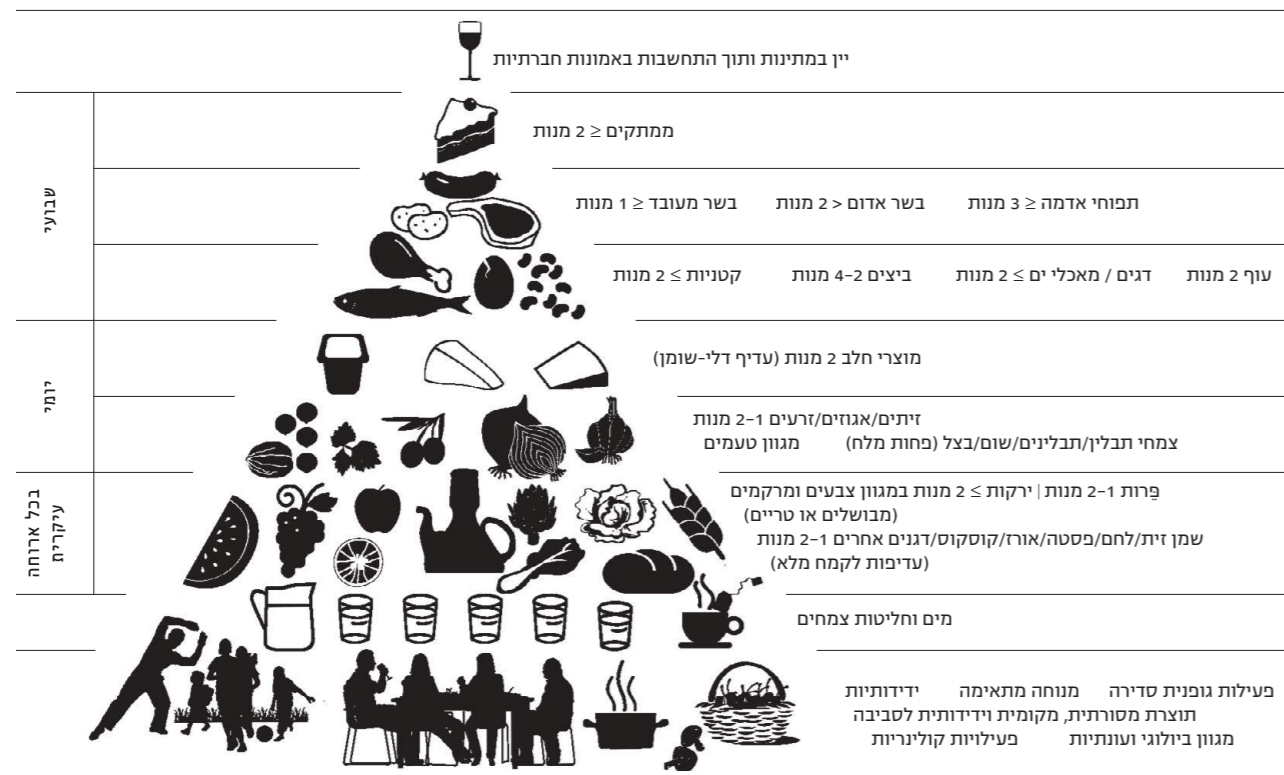 יין במתינות ותוך התחשבות באמונות חברתיות
שבועי
ממתקים ≤ 2 מנות
תפוחי אדמה ≤ 3 מנות בשר אדום < 2 מנות בשר מעובד ≤ 1 מנות
עוף 2 מנות דגים / מאכלי ים ≥ 2 מנות ביצים 4-2 מנות קטניות ≥ 2 מנות
יומי
מוצרי חלב 2 מנות (עדיף דלי-שומן)
זיתים/אגוזים/זרעים 2-1 מנות
צמחי תבלין/תבלינים/שום/בצל (פחות מלח) מגוון טעמים
בכל ארוחה
עיקרית
פֵּרות 2-1 מנות | ירקות ≥ 2 מנות במגוון צבעים ומרקמים
(מבושלים או טריים)
שמן זית/לחם/פסטה/אורז/קוסקוס/דגנים אחרים 2-1 מנות
(עדיפות לקמח מלא)
מים וחליטות צמחים
פעילות גופנית סדירה מנוחה מתאימה ידידותיות
תוצרת מסורתית, מקומית וידידותית לסביבה
מגוון ביולוגי ועונתיות פעילויות קולינריות